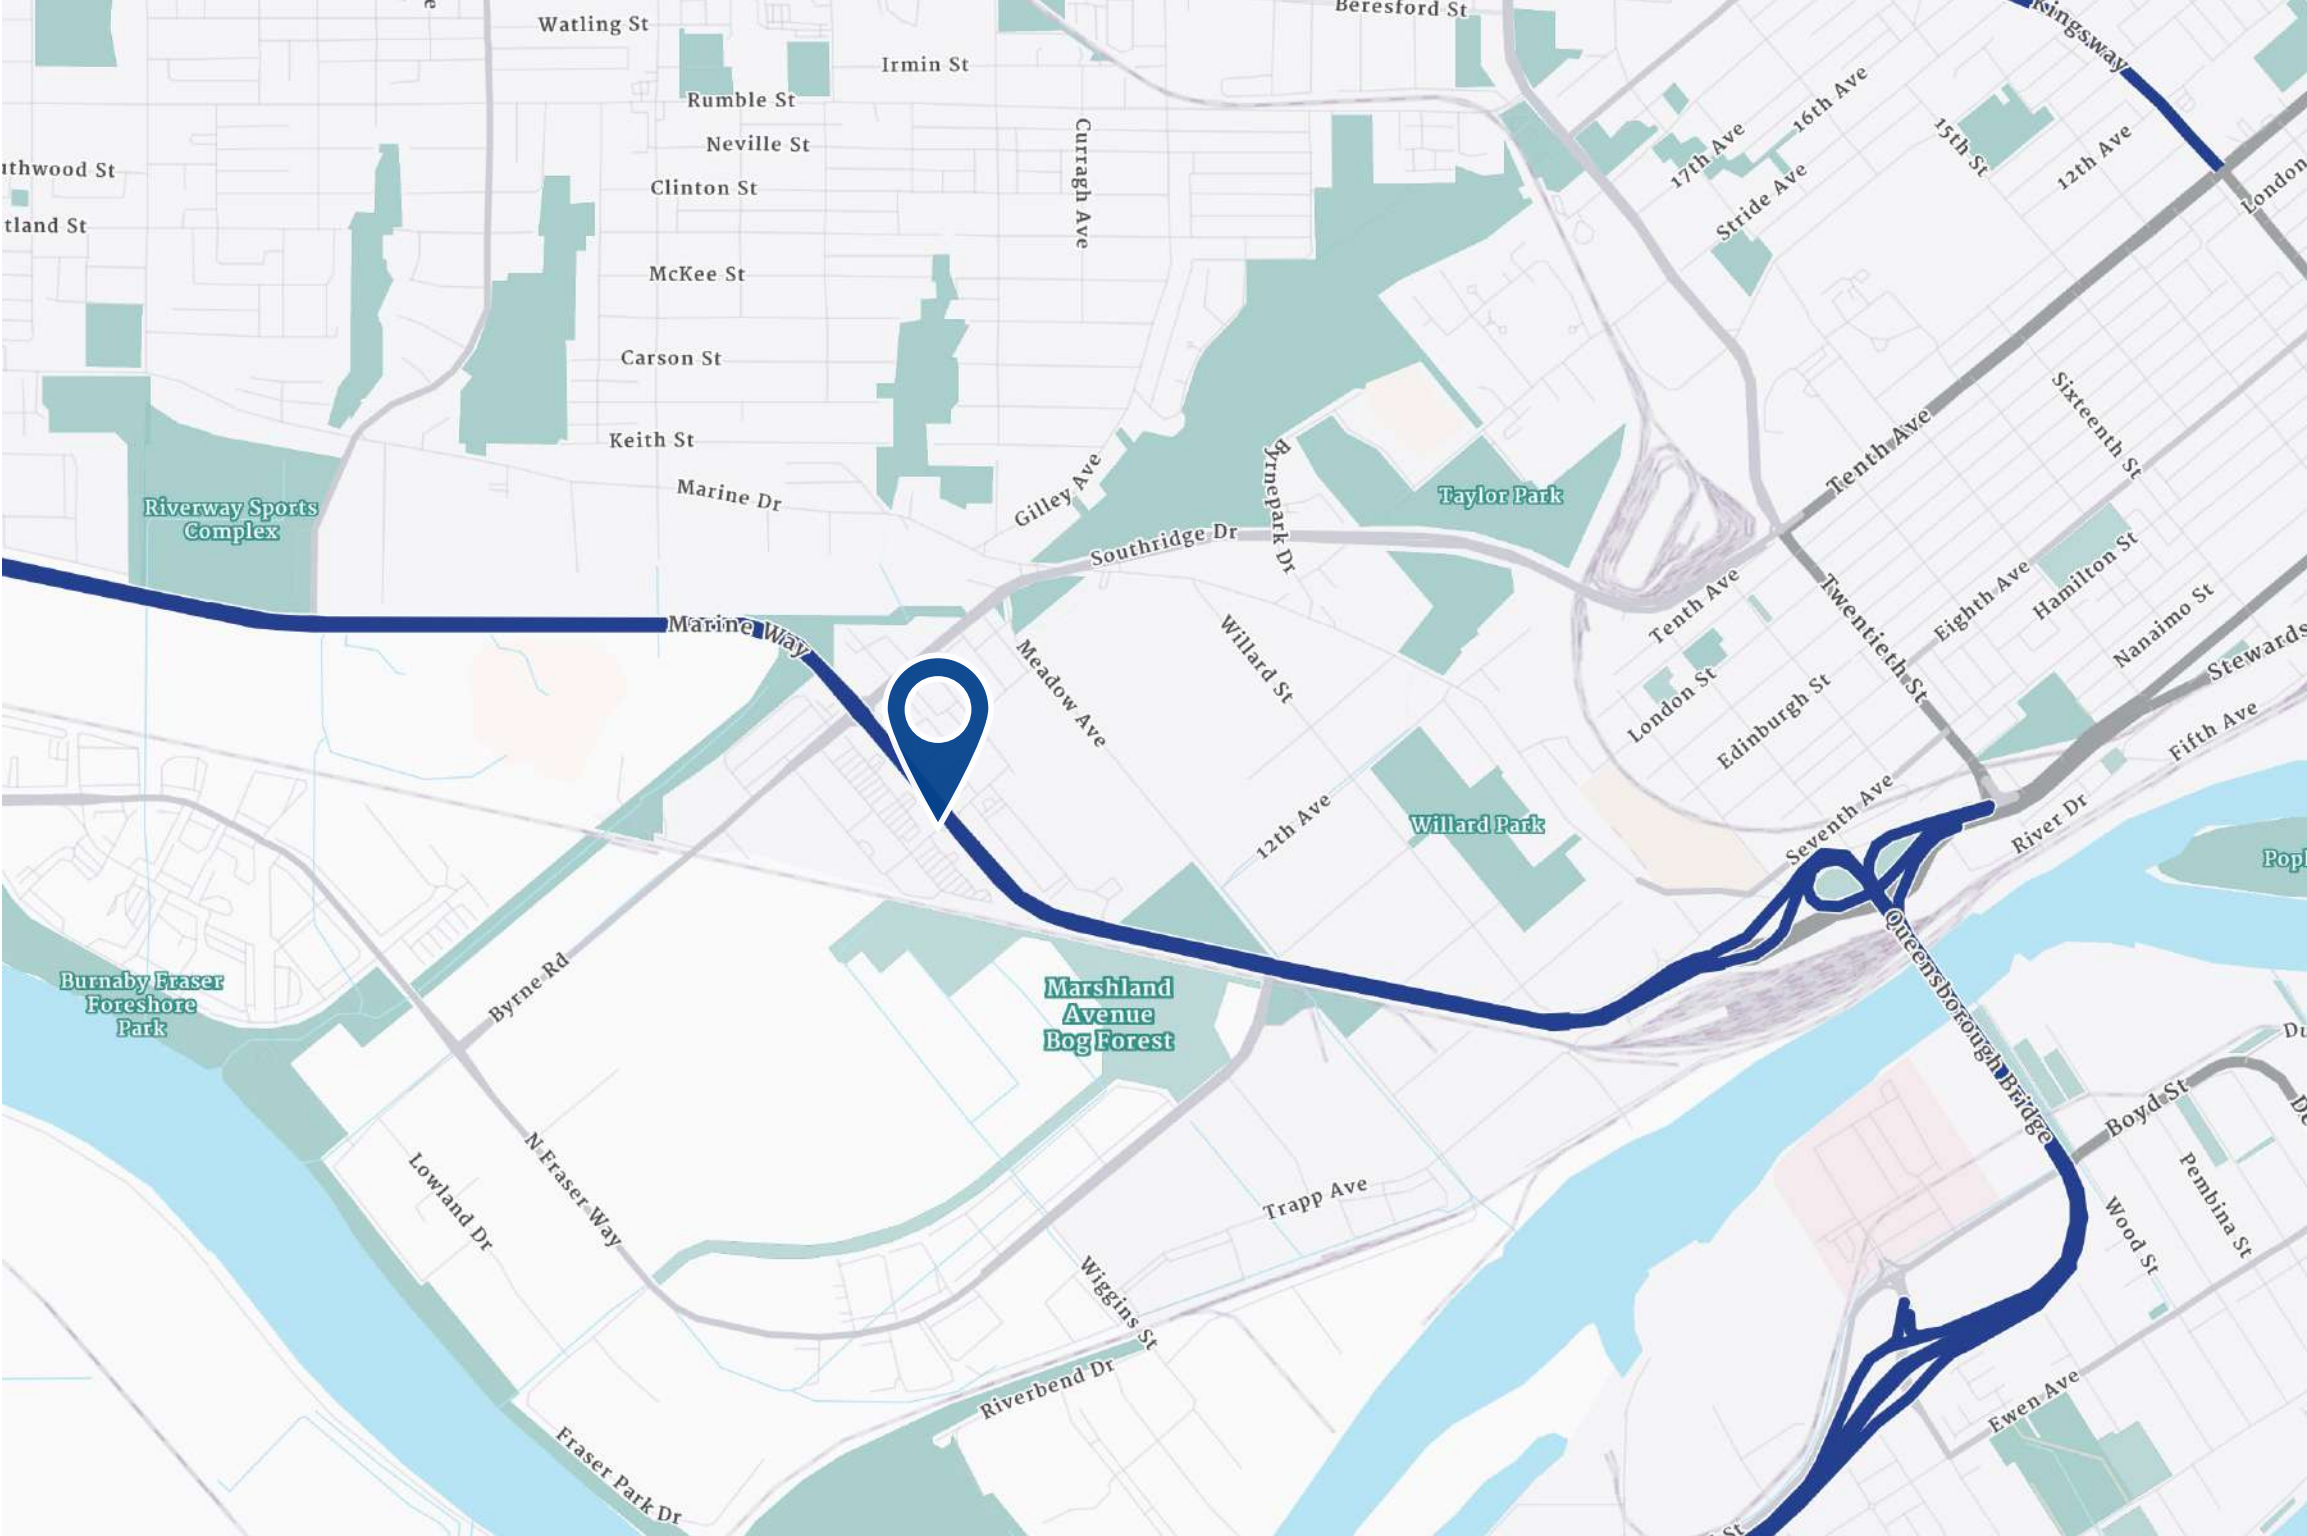 Watling St
Beresford St
Kingsway
Irmin St
Rumble St
16th Ave
Neville St
Curragh Ave
17th Ave
15th St
12th Ave
Clinton St
Stride Ave
London
McKee St
Carson St
Sixteenth St
Tenth Ave
Keith St
Marine Dr
Gilley Ave
Byrnepark Dr
Taylor Park
Riverway Sports
Complex
Southridge Dr
Marine Way
Meadow Ave
Willard St
Tenth Ave
Twentieth St
Eighth Ave
Hamilton St
Nanaimo St
London St
Edinburgh St
Stewards
Fifth Ave
12th Ave
Willard Park
Seventh Ave
River Dr
Queensborough Bridge
Byrne Rd
Burnaby Fraser
Foreshore
Park
Marshland
Avenue
Bog Forest
Boyd St
N Fraser Way
Lowland Dr
Trapp Ave
Wood St
Pembina St
Wiggins St
Riverbend Dr
Ewen Ave
Fraser Park Dr
St